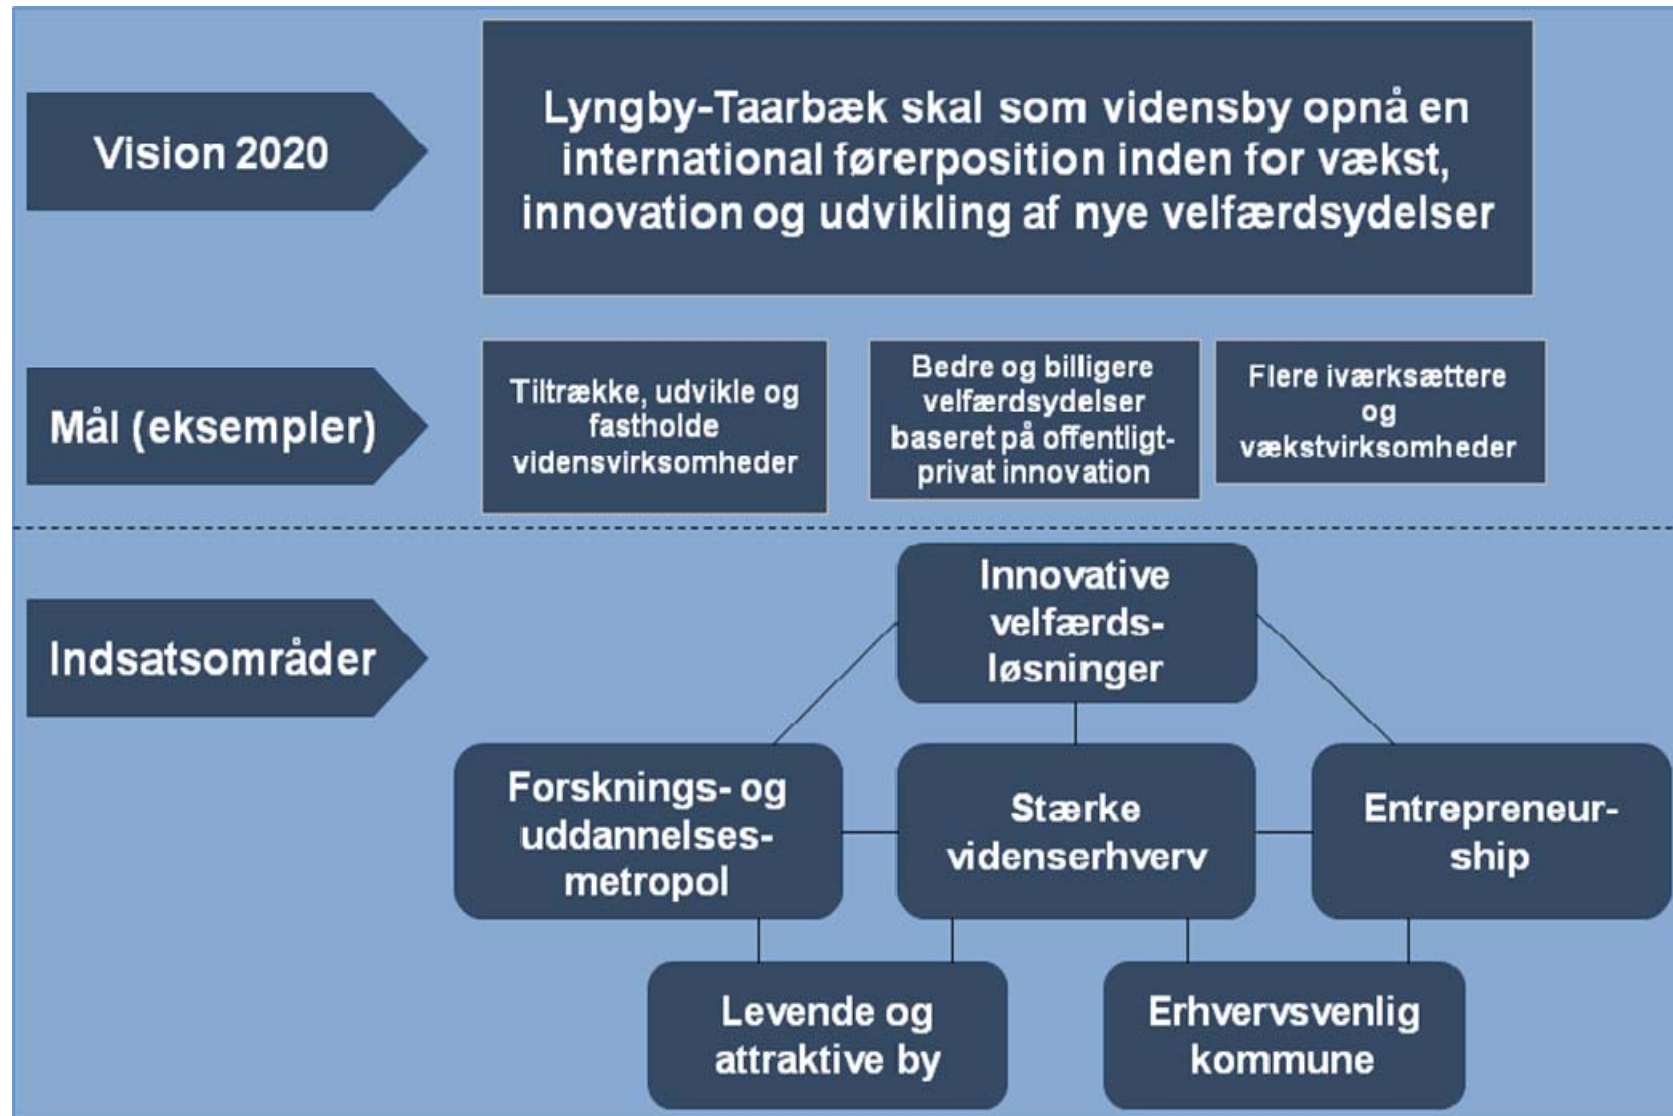 Vision 2020
Lyngby-Taarbæk skal som vidensby opnå en
international førerposition inden for vækst,
innovation og udvikling af nye velfærdsydelser
Mål (eksempler)
Tiltrække, udvikle og
fastholde
vidensvirksomheder
Bedre og billigere
velfærdsydelser
baseret på offentligt-
privat innovation
Flere iværksættere
og
vækstvirksomheder
Indsatsområder
Innovative
velfærds-
løsninger
Forsknings- og
uddannelses-
metropol
Stærke
videnserhverv
Entrepreneur-
ship
Levende og
attraktive by
Erhvervsvenlig
kommune